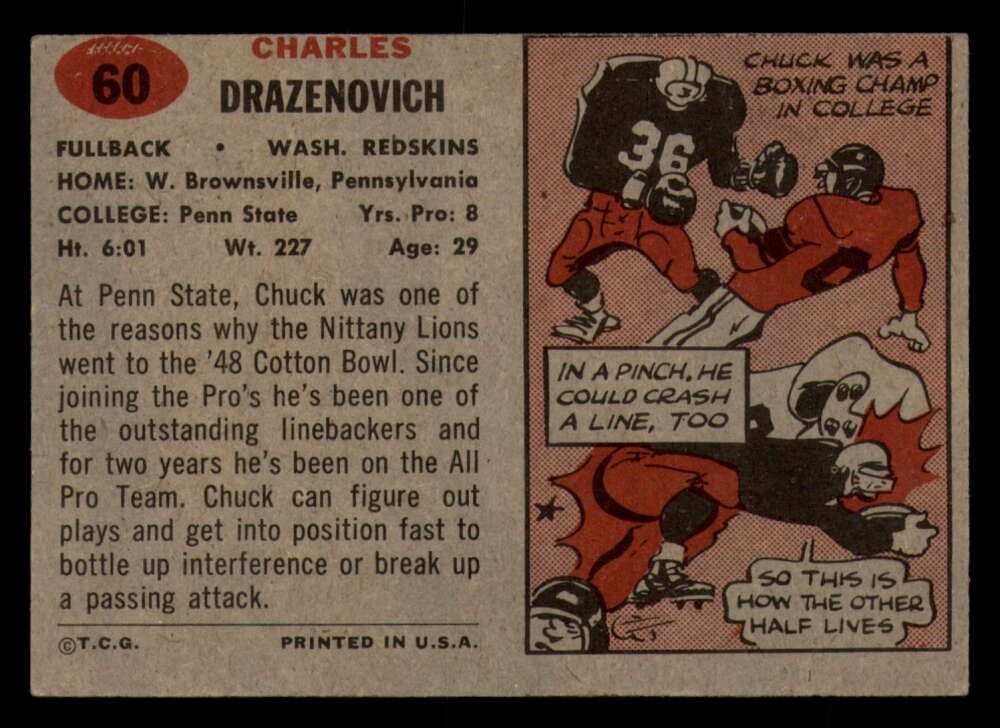 60
CHARLES
DRAZENOVICH
FULLBACK • WASH. REDSKINS
HOME: W. Brownsville, Pennsylvania
COLLEGE: Penn State Yrs. Pro: 8
Ht. 6:01 Wt. 227 Age: 29
At Penn State, Chuck was one of
the reasons why the Nittany Lions
went to the '48 Cotton Bowl. Since
joining the Pro's he's been one of
the outstanding linebackers and
for two years he's been on the All
Pro Team. Chuck can figure out
plays and get into position fast to
bottle up interference or break up
a passing attack.
©T.C.G. PRINTED IN U.S.A.
CHUCK WAS A
BOXING CHAMP
IN COLLEGE
36
IN A PINCH, HE
COULD CRASH
A LINE, TOO
SO THIS IS
HOW THE OTHER
HALF LIVES